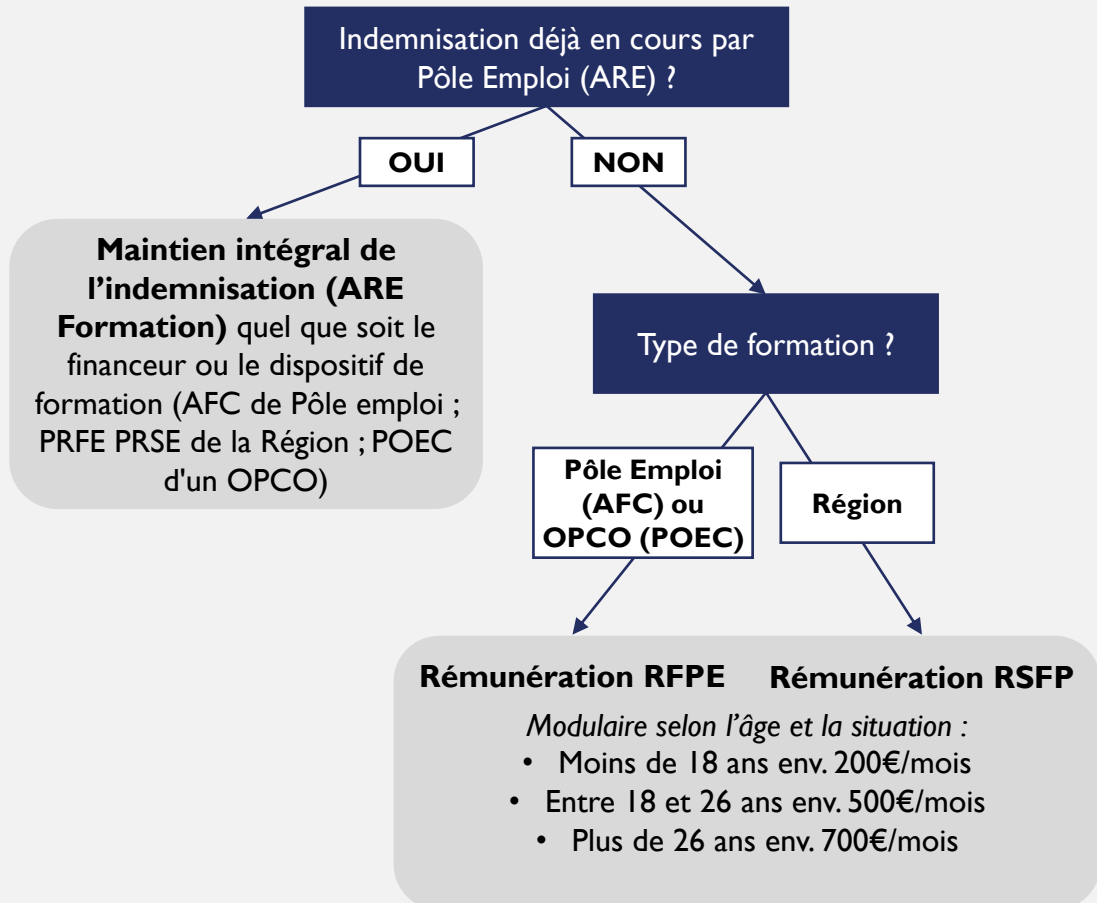 Indemnisation déjà en cours par
Pôle Emploi (ARE) ?
OUI
NON
Maintien intégral de
l’indemnisation (ARE
Formation) quel que soit le
financeur ou le dispositif de
formation (AFC de Pôle emploi ;
PRFE PRSE de la Région ; POEC
d'un OPCO)
Type de formation ?
Pôle Emploi
(AFC) ou
OPCO (POEC)
Région
Rémunération RFPE
Rémunération RSFP
Modulaire selon l’âge et la situation :
• Moins de 18 ans env. 200€/mois
• Entre 18 et 26 ans env. 500€/mois
• Plus de 26 ans env. 700€/mois